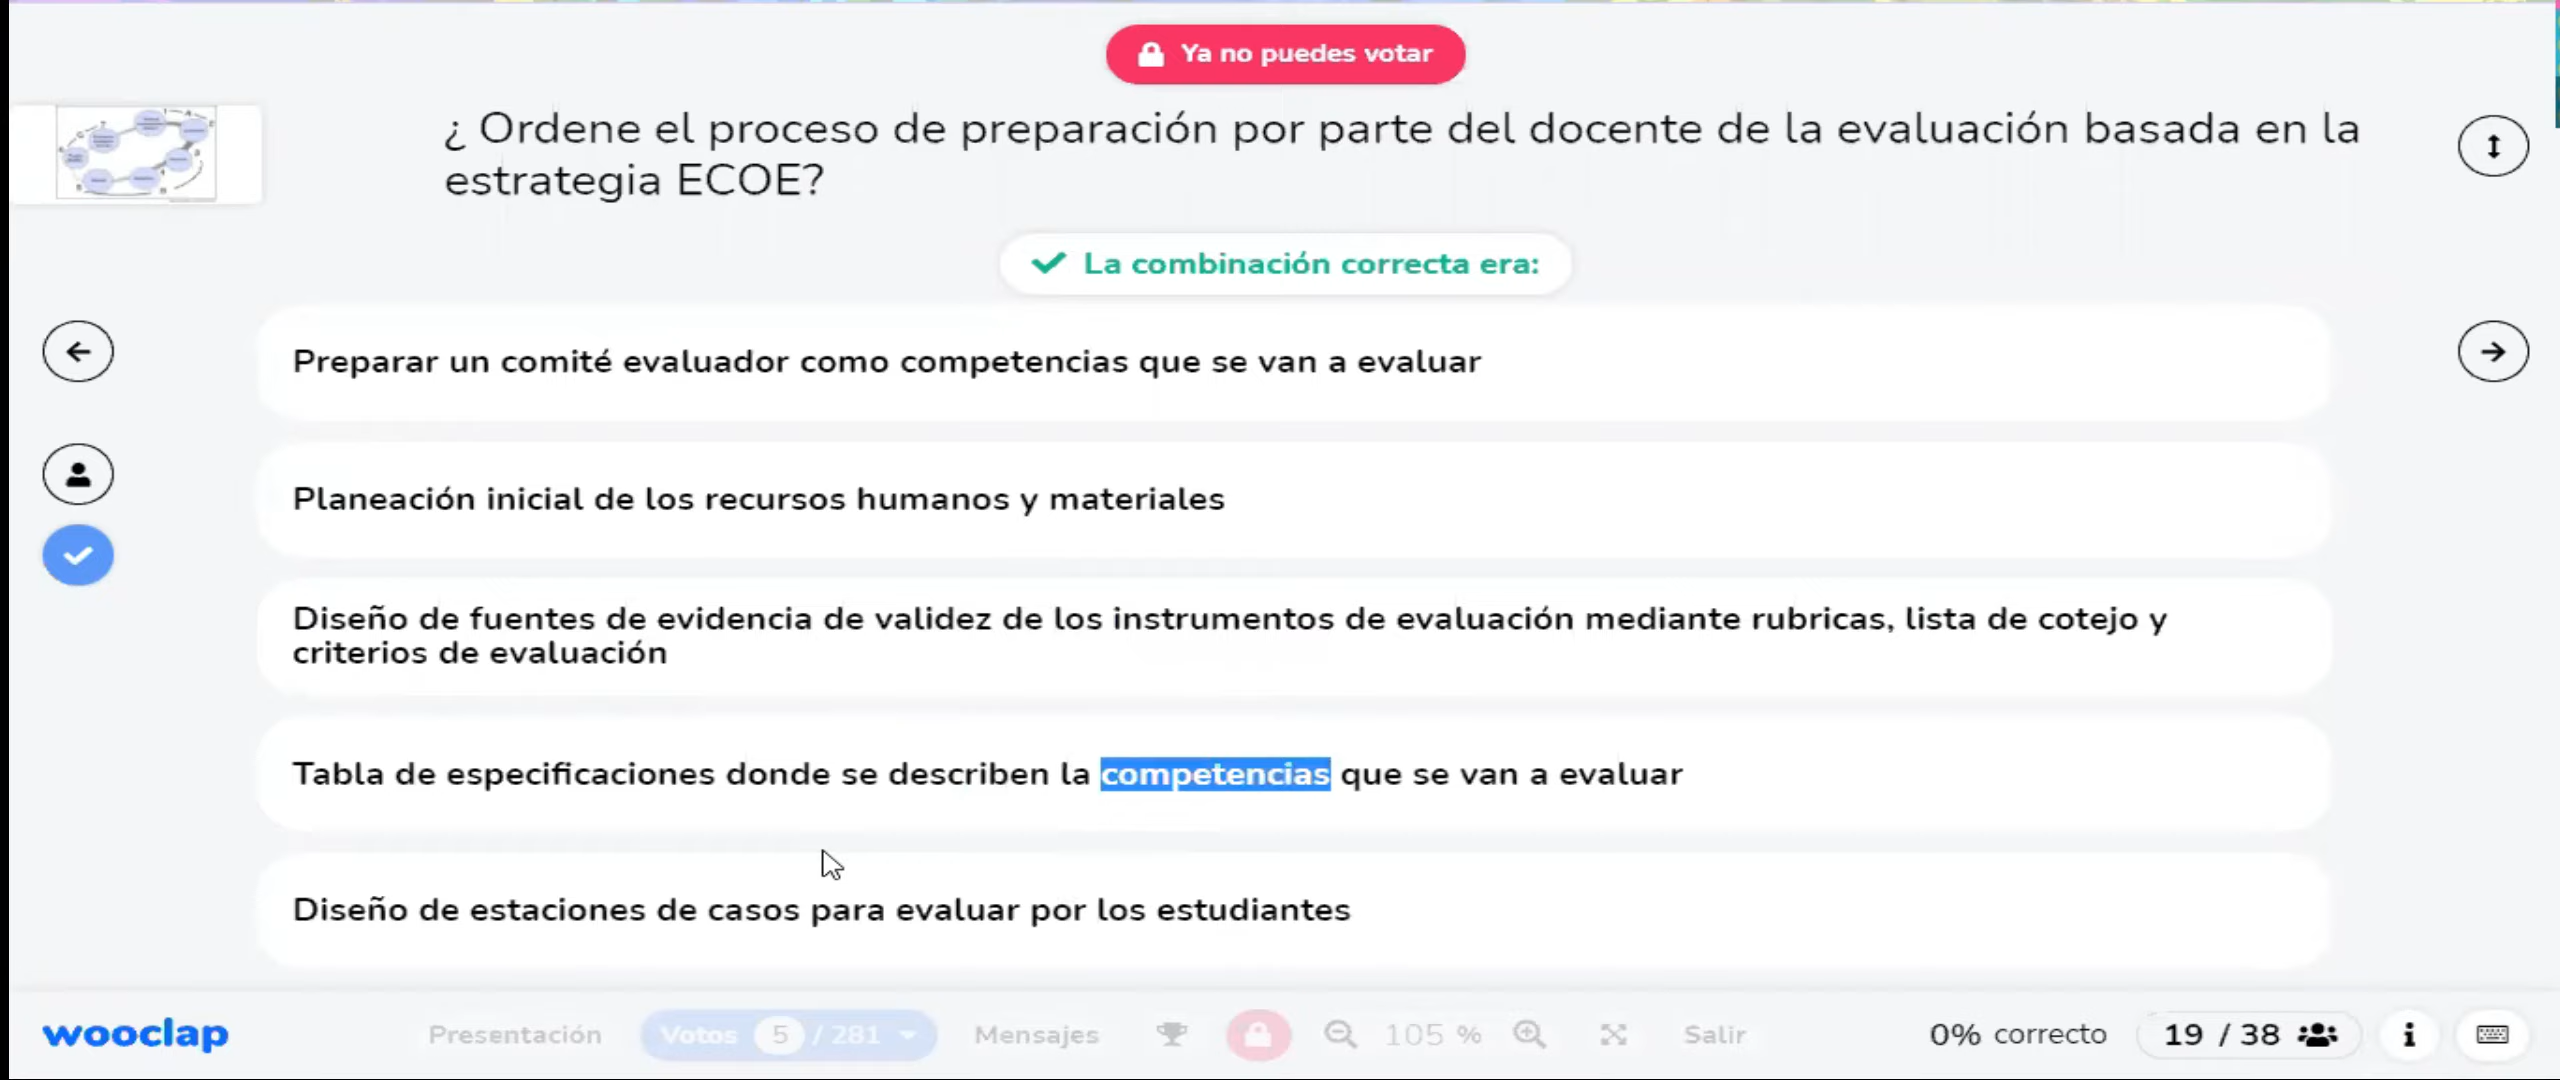 Ya no puedes votar
¿ Ordene el proceso de preparación por parte del docente de la evaluación basada en la
estrategia ECOE?
La combinación correcta era:
Preparar un comité evaluador como competencias que se van a evaluar
Planeación inicial de los recursos humanos y materiales
Diseño de fuentes de evidencia de validez de los instrumentos de evaluación mediante rubricas, lista de cotejo y
criterios de evaluación
Tabla de especificaciones donde se describen la competencias que se van a evaluar
Diseño de estaciones de casos para evaluar por los estudiantes
wooclap
Presentación
Votos 5 / 281
Mensajes
105 %
Salir
0% correcto
19 / 38